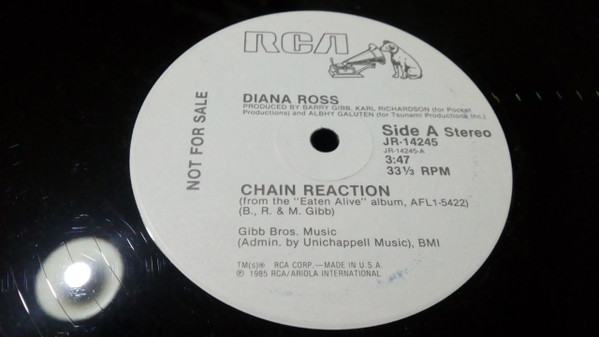 RCA
NOT FOR SALE
DIANA ROSS
PRODUCED BY BARRY GIBB, KARL RICHARDSON (for Pocket
Productions) and ALBHY GALUTEN (for Tsunami Productions Inc.)
Side A Stereo
JR-14245
JR-14245-A
3:47
33⅓ RPM
CHAIN REACTION
(from the "Eaten Alive" album, AFL1-5422)
(B., R. & M. Gibb)
Gibb Bros. Music
(Admin. by Unichappell Music), BMI
TM(s)® RCA CORP.—MADE IN U.S.A.
℗ 1985 RCA/ARIOLA INTERNATIONAL